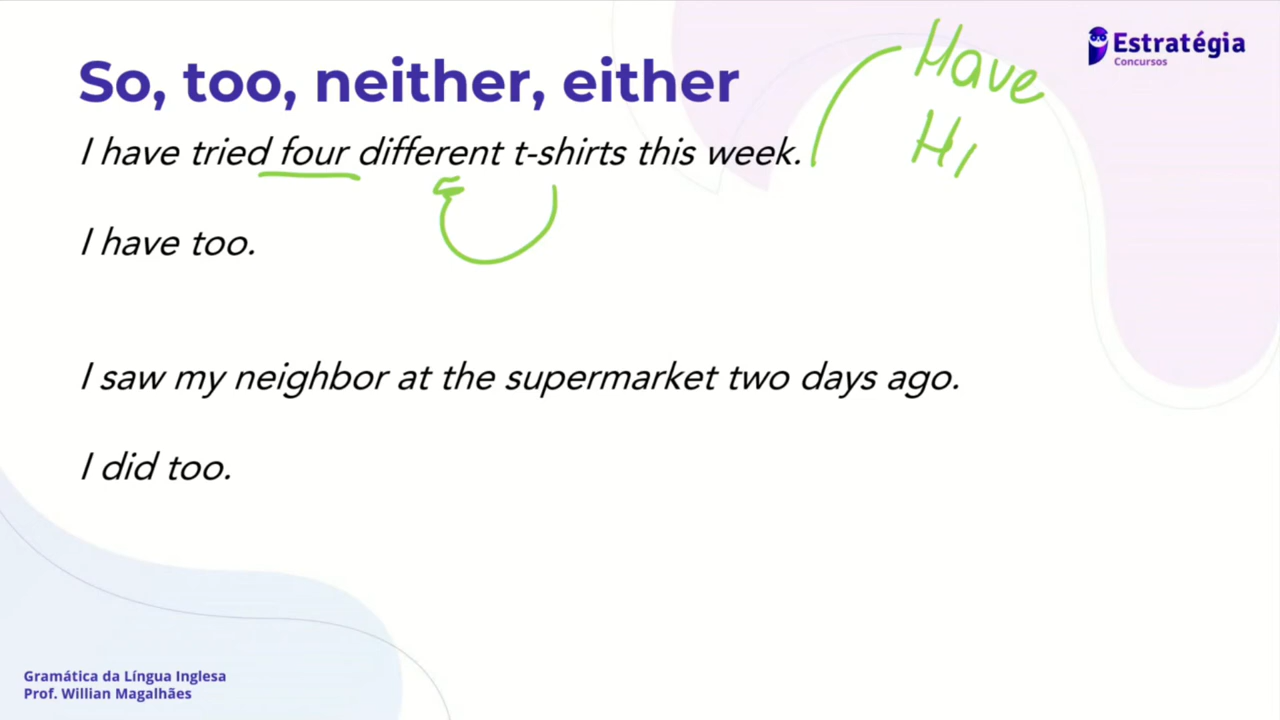 So, too, neither, either
Have
Estratégia
Concursos
I have tried four different t-shirts this week.
I have too.
I saw my neighbor at the supermarket two days ago.
I did too.
Gramática da Língua Inglesa
Prof. Willian Magalhães